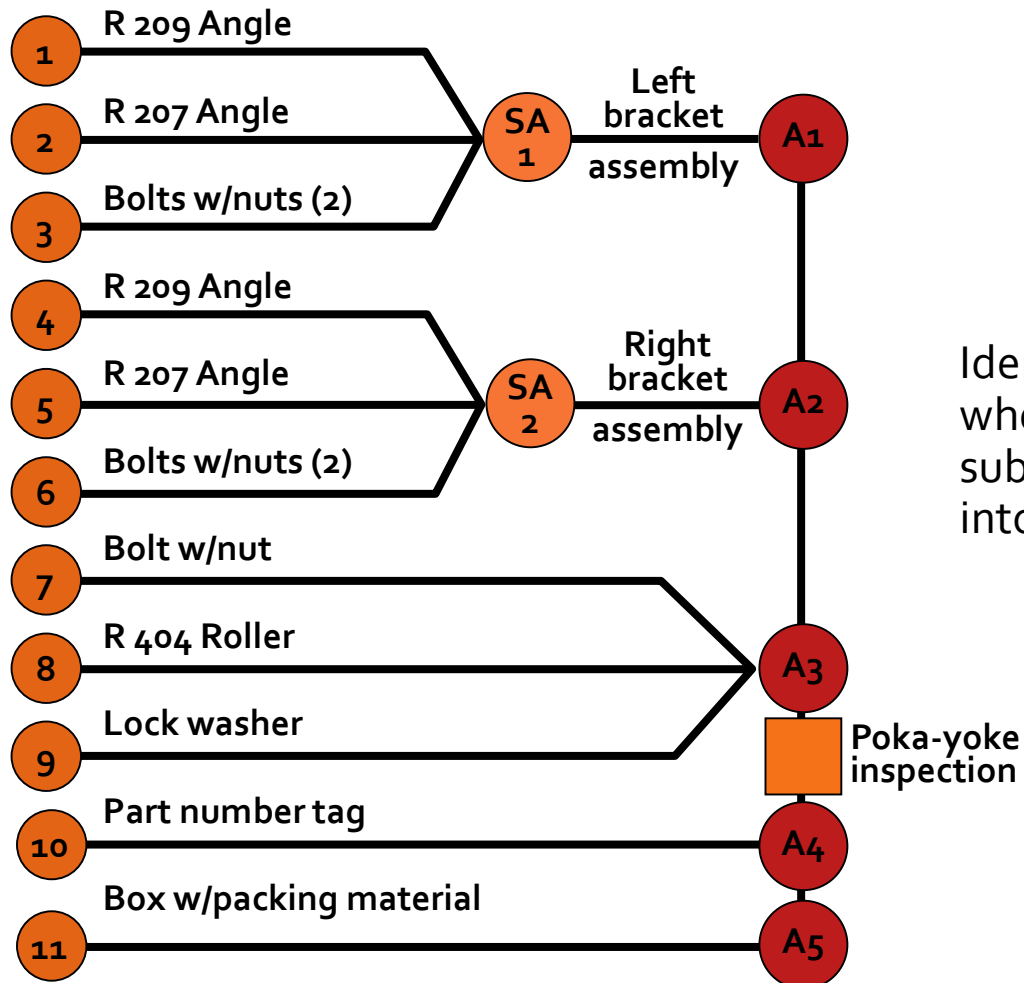 1
R 209 Angle
2
R 207 Angle
3
Bolts w/nuts (2)
SA
1
Left
bracket
assembly
A1
4
R 209 Angle
5
R 207 Angle
6
Bolts w/nuts (2)
SA
2
Right
bracket
assembly
A2
7
Bolt w/nut
8
R 404 Roller
9
Lock washer
A3
Poka-yoke
inspection
10
Part number tag
A4
11
Box w/packing material
A5